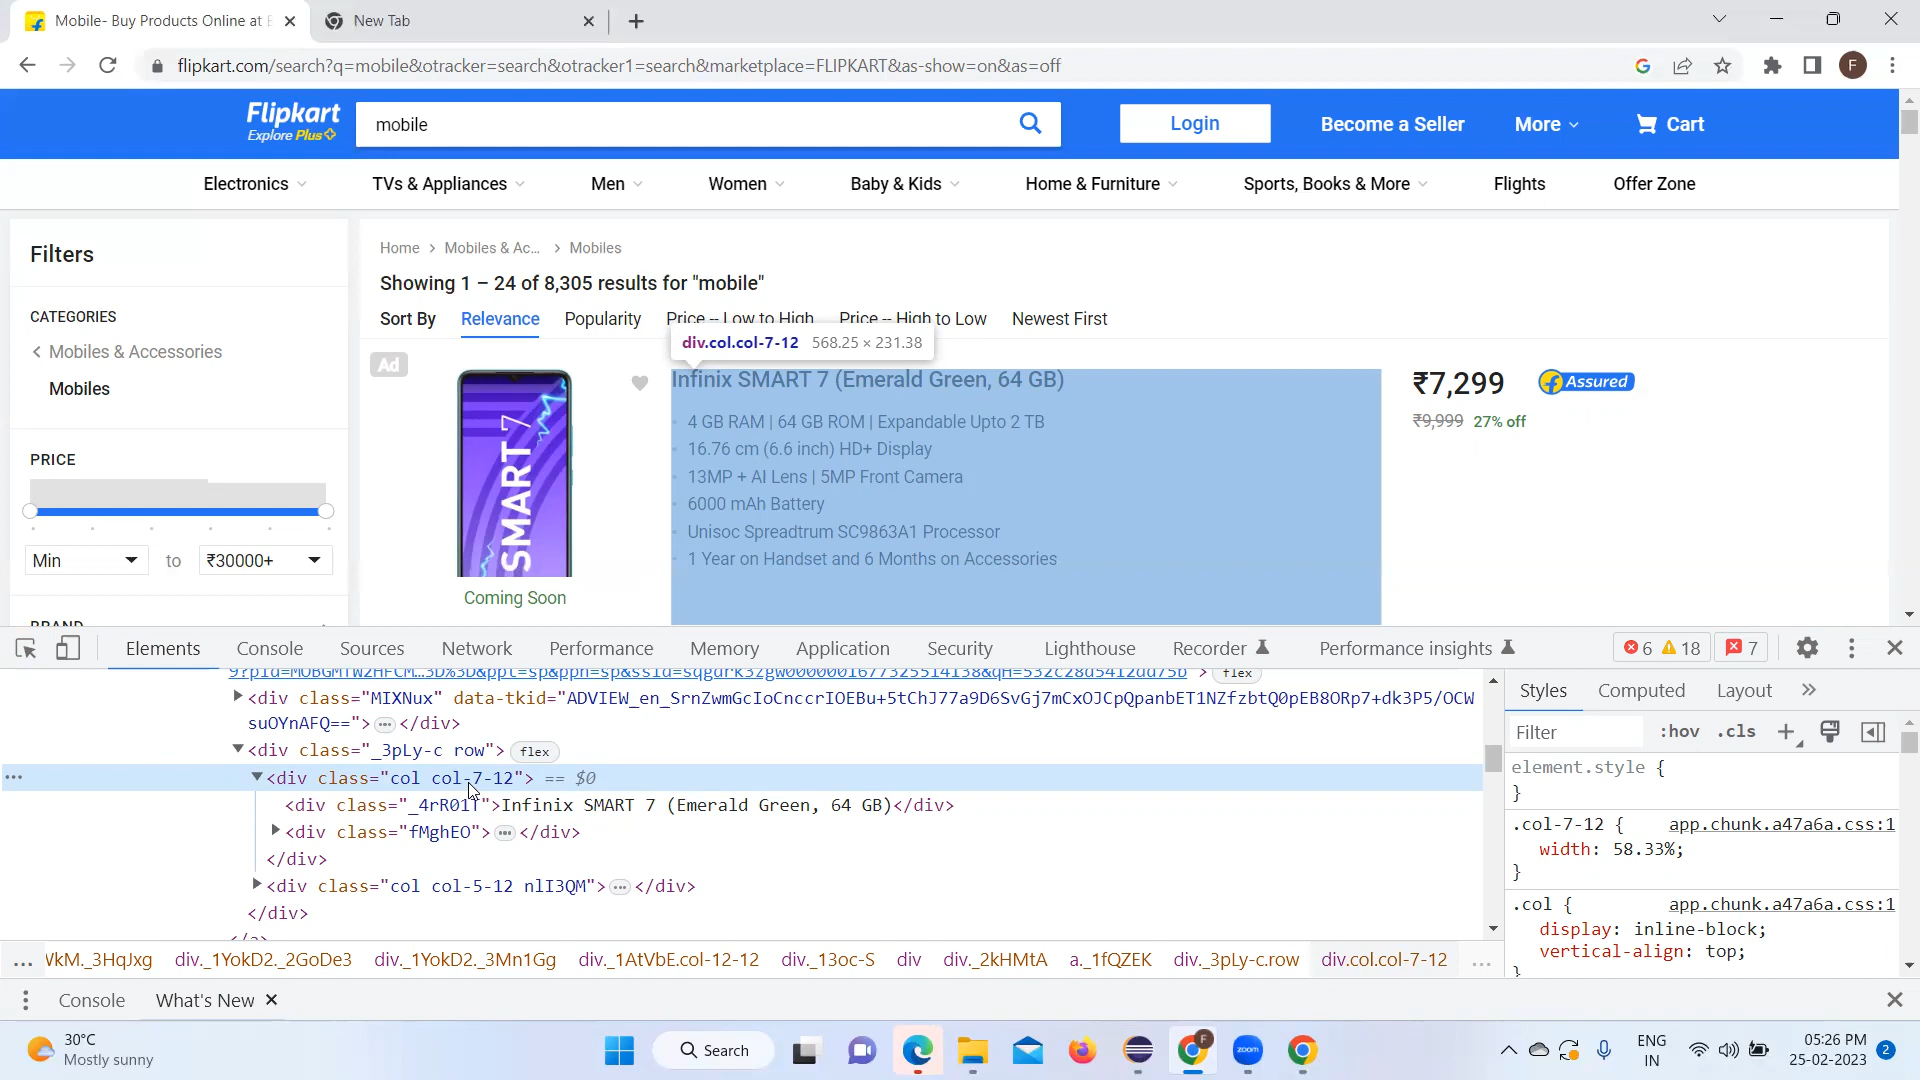 Mobile- Buy Products Online at
New Tab
flipkart.com/search?q=mobile&otracker=search&otracker1=search&marketplace=FLIPKART&as-show=on&as=off
F
Flipkart
Explore Plus
mobile
Login
Become a Seller
More
Cart
Electronics
TVs & Appliances
Men
Women
Baby & Kids
Home & Furniture
Sports, Books & More
Flights
Offer Zone
Filters
CATEGORIES
Mobiles & Accessories
Mobiles
PRICE
Min
to
₹30000+
BRAND
Home > Mobiles & Ac... > Mobiles
Showing 1 – 24 of 8,305 results for "mobile"
Sort By Relevance Popularity Price -- Low to High Price -- High to Low Newest First
div.col.col-7-12 568.25 × 231.38
Ad
SMART 7
Coming Soon
Infinix SMART 7 (Emerald Green, 64 GB)
4 GB RAM | 64 GB ROM | Expandable Upto 2 TB
16.76 cm (6.6 inch) HD+ Display
13MP + AI Lens | 5MP Front Camera
6000 mAh Battery
Unisoc Spreadtrum SC9863A1 Processor
1 Year on Handset and 6 Months on Accessories
₹7,299
Assured
₹9,999 27% off
Elements Console Sources Network Performance Memory Application Security Lighthouse Recorder Performance insights
6 18 7
flex
<div class="MIXNux" data-tkid="ADVIEW_en_SrnZwmGcIoCnccrIOEBu+5tChJ77a9D6SvGj7mCxOJCpQpanbET1NZfzbtQ0pEB8ORp7+dk3P5/OCW
suOYnAFQ=="> … </div>
<div class="_3pLy-c row"> flex
… <div class="col col-7-12"> == $0
<div class="_4rR01T">Infinix SMART 7 (Emerald Green, 64 GB)</div>
<div class="fMghEO"> … </div>
</div>
<div class="col col-5-12 nlI3QM"> … </div>
</div>
Styles Computed Layout »
Filter :hov .cls +
element.style {
}
.col-7-12 { app.chunk.a47a6a.css:1
width: 58.33%;
}
.col { app.chunk.a47a6a.css:1
display: inline-block;
vertical-align: top;
}
... VkM._3HqJxg div._1YokD2._2GoDe3 div._1YokD2._3Mn1Gg div._1AtVbE.col-12-12 div._13oc-S div div._2kHMtA a._1fQZEK div._3pLy-c.row div.col.col-7-12 ...
Console What's New
30°C
Mostly sunny
Search
F
zoom
ENG
IN
05:26 PM
25-02-2023
2